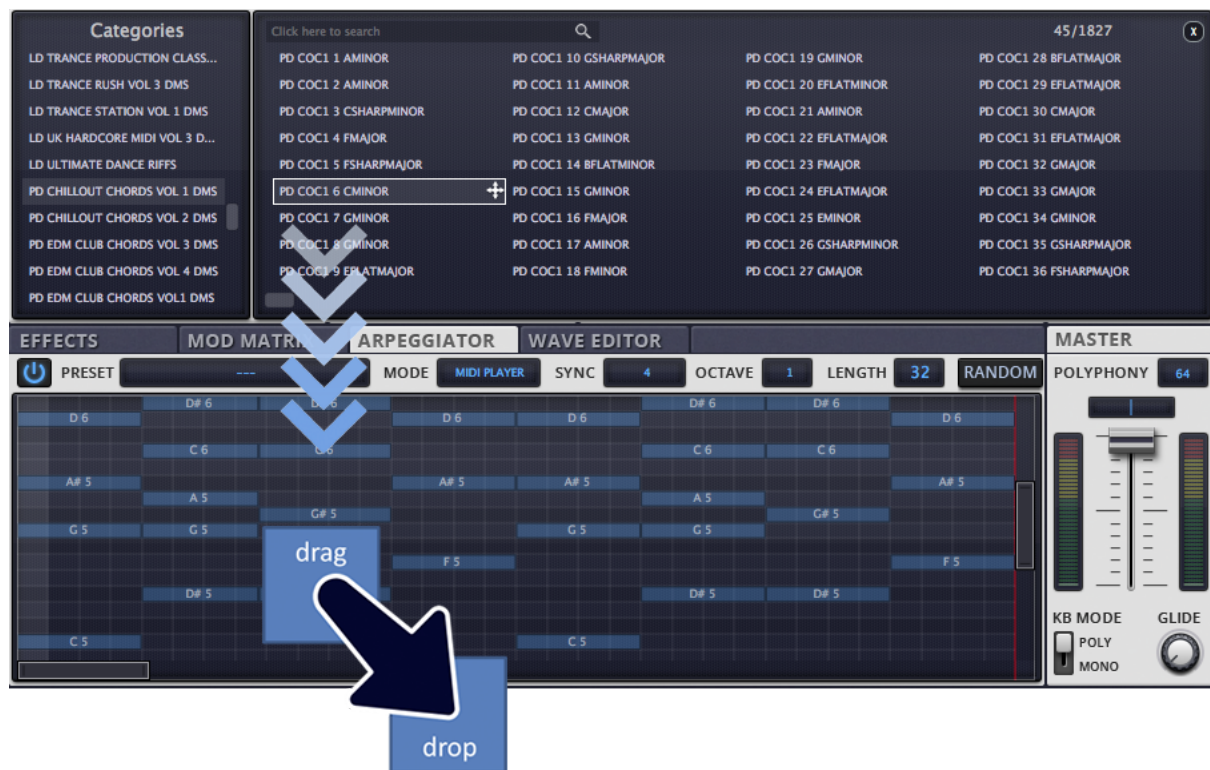 Categories
Click here to search
45/1827
X
LD TRANCE PRODUCTION CLASS...
PD COC1 1 AMINOR
PD COC1 10 GSHARPMAJOR
PD COC1 19 GMINOR
PD COC1 28 BFLATMAJOR
LD TRANCE RUSH VOL 3 DMS
PD COC1 2 AMINOR
PD COC1 11 AMINOR
PD COC1 20 EFLATMINOR
PD COC1 29 EFLATMAJOR
LD TRANCE STATION VOL 1 DMS
PD COC1 3 CSHARPMINOR
PD COC1 12 CMAJOR
PD COC1 21 AMINOR
PD COC1 30 CMAJOR
LD UK HARDCORE MIDI VOL 3 D...
PD COC1 4 FMAJOR
PD COC1 13 GMINOR
PD COC1 22 EFLATMAJOR
PD COC1 31 EFLATMAJOR
LD ULTIMATE DANCE RIFFS
PD COC1 5 FSHARPMAJOR
PD COC1 14 BFLATMINOR
PD COC1 23 FMAJOR
PD COC1 32 GMAJOR
PD CHILLOUT CHORDS VOL 1 DMS
PD COC1 6 CMINOR
PD COC1 15 GMINOR
PD COC1 24 EFLATMAJOR
PD COC1 33 GMAJOR
PD CHILLOUT CHORDS VOL 2 DMS
PD COC1 7 GMINOR
PD COC1 16 FMAJOR
PD COC1 25 EMINOR
PD COC1 34 GMINOR
PD EDM CLUB CHORDS VOL 3 DMS
PD COC1 8 GMINOR
PD COC1 17 AMINOR
PD COC1 26 GSHARPMINOR
PD COC1 35 GSHARPMAJOR
PD EDM CLUB CHORDS VOL 4 DMS
PD COC1 9 EFLATMAJOR
PD COC1 18 FMINOR
PD COC1 27 GMAJOR
PD COC1 36 FSHARPMAJOR
PD EDM CLUB CHORDS VOL1 DMS
EFFECTS
MOD MATRI
ARPEGGIATOR
WAVE EDITOR
MASTER
PRESET ---
MODE MIDI PLAYER
SYNC 4
OCTAVE 1
LENGTH 32
RANDOM
POLYPHONY 64
D# 6
D# 6
D# 6
D 6
D 6
D 6
D 6
C 6
C 6
C 6
A# 5
A# 5
A# 5
A# 5
A 5
A 5
G# 5
G# 5
G 5
G 5
G 5
G 5
drag
F 5
F 5
D# 5
D# 5
D# 5
C 5
C 5
KB MODE
GLIDE
POLY
MONO
drop